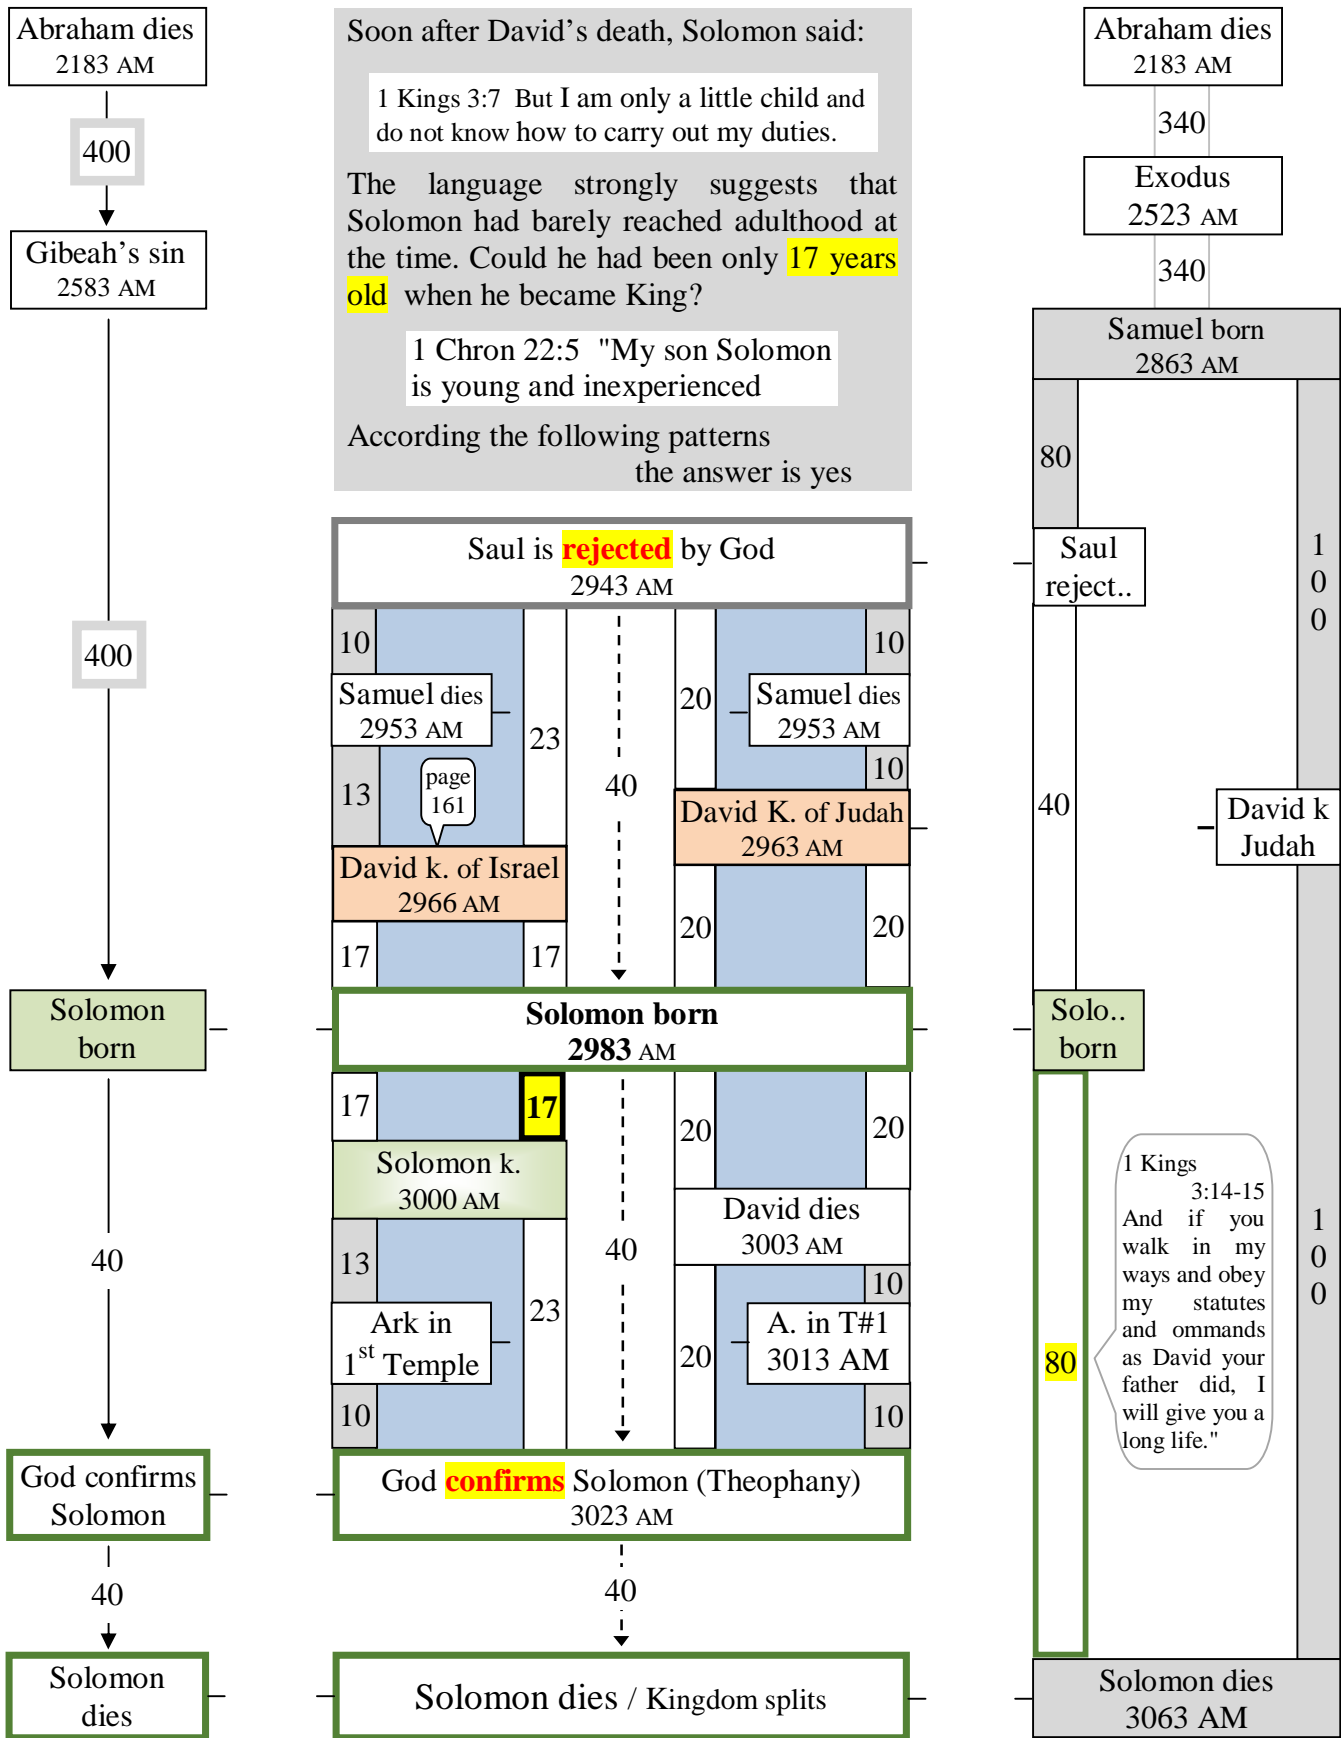 Abraham dies
2183 AM
400
Gibeah's sin
2583 AM
400
Solomon
born
40
God confirms
Solomon
40
Solomon
dies
Soon after David's death, Solomon said:
1 Kings 3:7 But I am only a little child and
do not know how to carry out my duties.
The language strongly suggests that
Solomon had barely reached adulthood at
the time. Could he had been only 17 years
old when he became King?
1 Chron 22:5 "My son Solomon
is young and inexperienced
According the following patterns
the answer is yes
Saul is rejected by God
2943 AM
10
Samuel dies
2953 AM
13
page
161
23
David k. of Israel
2966 AM
17
17
40
20
10
Samuel dies
2953 AM
10
David K. of Judah
2963 AM
20
20
Solomon born
2983 AM
17
17
Solomon k.
3000 AM
13
Ark in
1st Temple
10
23
40
20
20
David dies
3003 AM
10
A. in T#1
3013 AM
20
10
God confirms Solomon (Theophany)
3023 AM
40
Solomon dies / Kingdom splits
Abraham dies
2183 AM
340
Exodus
2523 AM
340
Samuel born
2863 AM
80
Saul
reject..
40
1
0
0
David k
Judah
Solo..
born
80
1 Kings
3:14-15
And if you
walk in my
ways and obey
my statutes
and ommands
as David your
father did, I
will give you a
long life."
1
0
0
Solomon dies
3063 AM